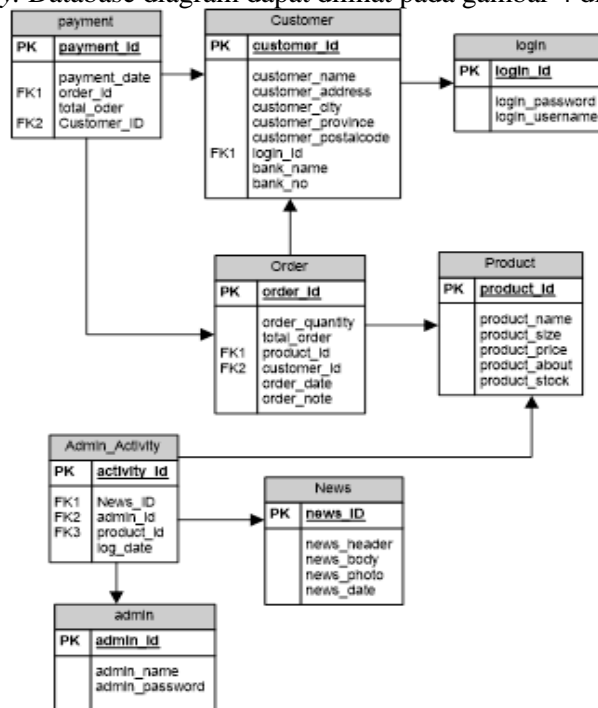 y. Database diagram dapat dilihat pada gambar 4 di
payment
PK payment_id
payment_date
FK1 order_id
total_oder
FK2 Customer_ID
Customer
PK customer_id
customer_name
customer_address
customer_city
customer_province
customer_postalcode
FK1 login_id
bank_name
bank_no
login
PK login_id
login_password
login_username
Order
PK order_id
order_quantity
total_order
FK1 product_id
FK2 customer_id
order_date
order_note
Product
PK product_id
product_name
product_size
product_price
product_about
product_stock
Admin_Activity
PK activity_id
FK1 News_ID
FK2 admin_id
FK3 product_id
log_date
News
PK news_ID
news_header
news_body
news_photo
news_date
admin
PK admin_id
admin_name
admin_password